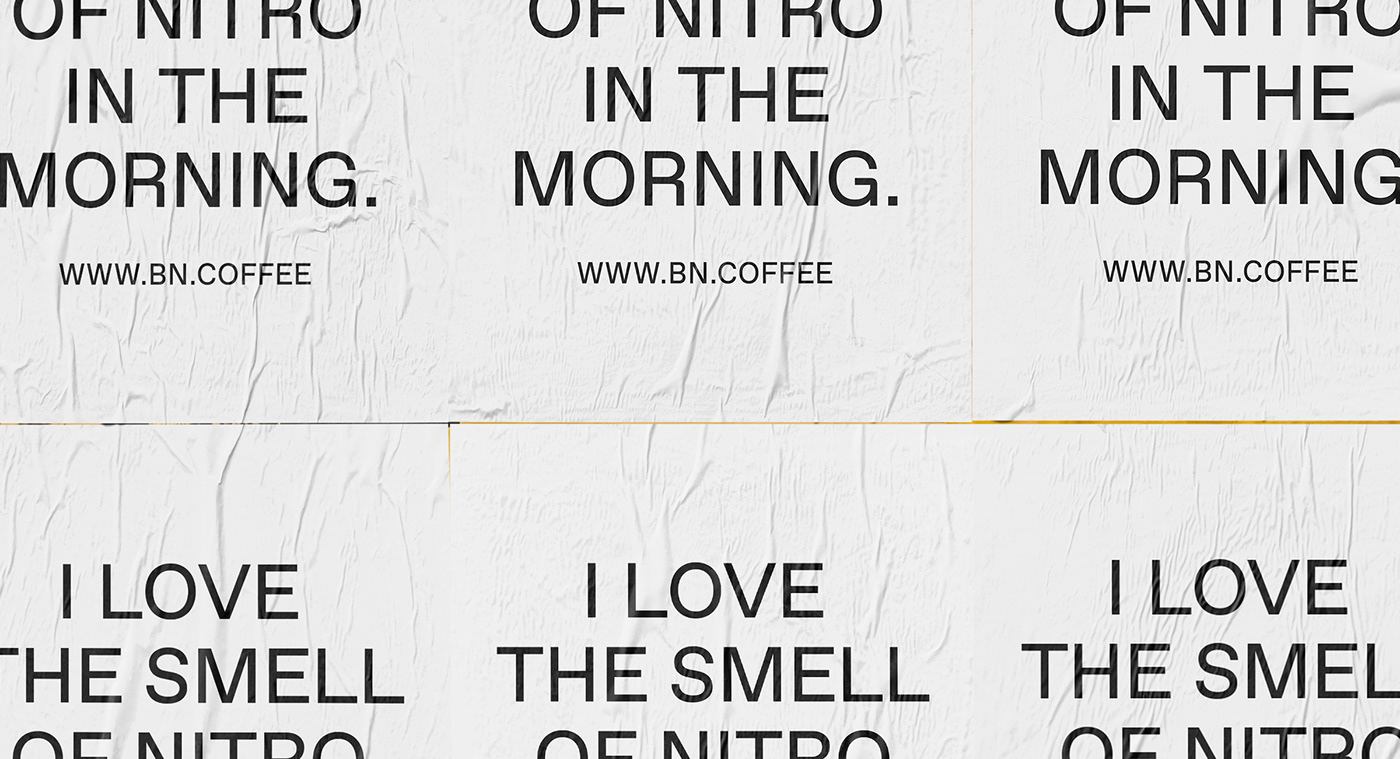 OF NITRO
IN THE
MORNING.
WWW.BN.COFFEE
OF NITRO
IN THE
MORNING.
WWW.BN.COFFEE
OF NITRO
IN THE
MORNING
WWW.BN.COFFEE
I LOVE
THE SMELL
OF NITRO
I LOVE
THE SMELL
OF NITRO
I LOVE
THE SMEL
OF NITRO